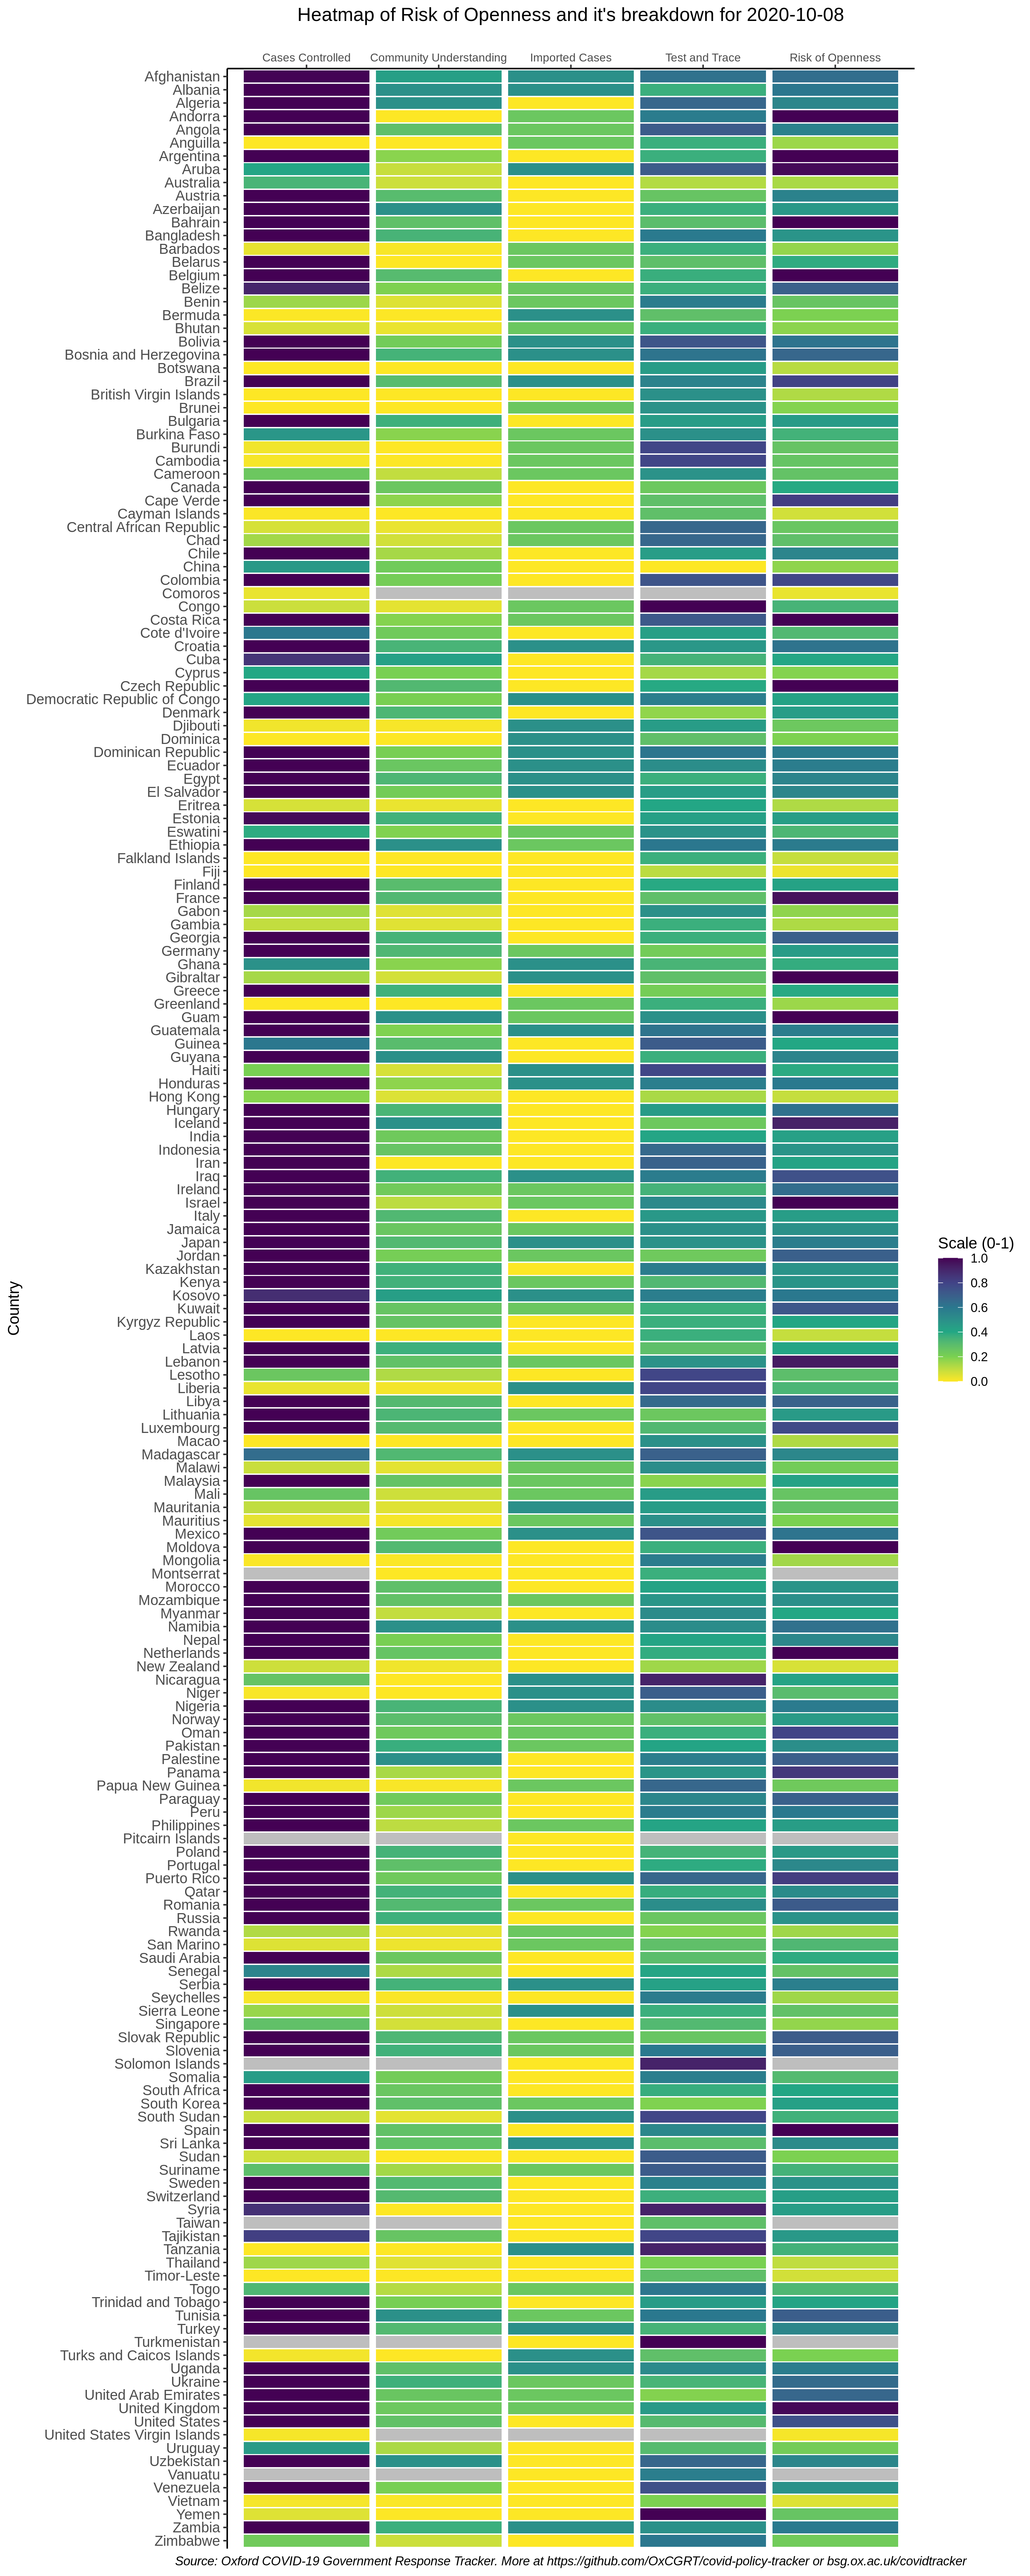 Heatmap of Risk of Openness and it's breakdown for 2020-10-08
Cases Controlled Community Understanding Imported Cases Test and Trace Risk of Openness
Afghanistan
Albania
Algeria
Andorra
Angola
Anguilla
Argentina
Aruba
Australia
Austria
Azerbaijan
Bahrain
Bangladesh
Barbados
Belarus
Belgium
Belize
Benin
Bermuda
Bhutan
Bolivia
Bosnia and Herzegovina
Botswana
Brazil
British Virgin Islands
Brunei
Bulgaria
Burkina Faso
Burundi
Cambodia
Cameroon
Canada
Cape Verde
Cayman Islands
Central African Republic
Chad
Chile
China
Colombia
Comoros
Congo
Costa Rica
Cote d'Ivoire
Croatia
Cuba
Cyprus
Czech Republic
Democratic Republic of Congo
Denmark
Djibouti
Dominica
Dominican Republic
Ecuador
Egypt
El Salvador
Eritrea
Estonia
Eswatini
Ethiopia
Falkland Islands
Fiji
Finland
France
Gabon
Gambia
Georgia
Germany
Ghana
Gibraltar
Greece
Greenland
Guam
Guatemala
Guinea
Guyana
Haiti
Honduras
Hong Kong
Hungary
Iceland
India
Indonesia
Iran
Iraq
Ireland
Israel
Italy
Jamaica
Japan
Jordan
Kazakhstan
Kenya
Kosovo
Kuwait
Kyrgyz Republic
Laos
Latvia
Lebanon
Lesotho
Liberia
Libya
Lithuania
Luxembourg
Macao
Madagascar
Malawi
Malaysia
Mali
Mauritania
Mauritius
Mexico
Moldova
Mongolia
Montserrat
Morocco
Mozambique
Myanmar
Namibia
Nepal
Netherlands
New Zealand
Nicaragua
Niger
Nigeria
Norway
Oman
Pakistan
Palestine
Panama
Papua New Guinea
Paraguay
Peru
Philippines
Pitcairn Islands
Poland
Portugal
Puerto Rico
Qatar
Romania
Russia
Rwanda
San Marino
Saudi Arabia
Senegal
Serbia
Seychelles
Sierra Leone
Singapore
Slovak Republic
Slovenia
Solomon Islands
Somalia
South Africa
South Korea
South Sudan
Spain
Sri Lanka
Sudan
Suriname
Sweden
Switzerland
Syria
Taiwan
Tajikistan
Tanzania
Thailand
Timor-Leste
Togo
Trinidad and Tobago
Tunisia
Turkey
Turkmenistan
Turks and Caicos Islands
Uganda
Ukraine
United Arab Emirates
United Kingdom
United States
United States Virgin Islands
Uruguay
Uzbekistan
Vanuatu
Venezuela
Vietnam
Yemen
Zambia
Zimbabwe
Country
Scale (0-1)
1.0
0.8
0.6
0.4
0.2
0.0
Source: Oxford COVID-19 Government Response Tracker. More at https://github.com/OxCGRT/covid-policy-tracker or bsg.ox.ac.uk/covidtracker